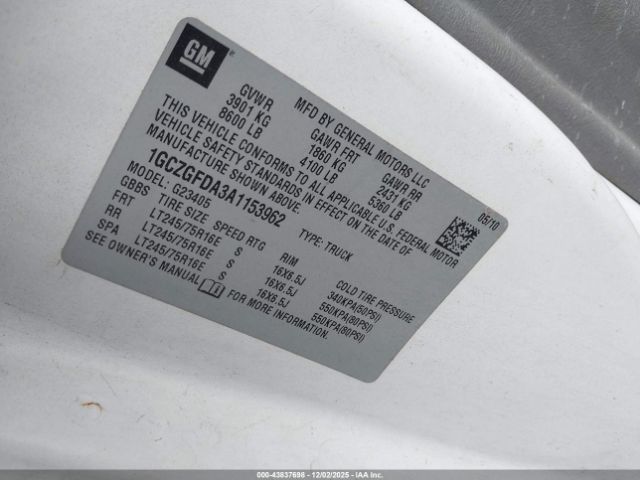 GM
MFD BY GENERAL MOTORS LLC
05/10
GVWR GAWR FRT GAWR RR
3901 KG 1860 KG 2431 KG
8600 LB 4100 LB 5360 LB
THIS VEHICLE CONFORMS TO ALL APPLICABLE U.S. FEDERAL MOTOR
VEHICLE SAFETY STANDARDS IN EFFECT ON THE DATE OF
MANUFACTURE SHOWN ABOVE.
1GCZGFDA3A1153962
TYPE: TRUCK
MODEL: G23405
GBBS TIRE SIZE SPEED RTG RIM COLD TIRE PRESSURE
FRT LT245/75R16E S 16X6.5J 340KPA(50PSI)
RR LT245/75R16E S 16X6.5J 550KPA(80PSI)
SPA LT245/75R16E S 16X6.5J 550KPA(80PSI)
SEE OWNER'S MANUAL FOR MORE INFORMATION.
000-43837698 - 12/02/2025 - IAAI.CA